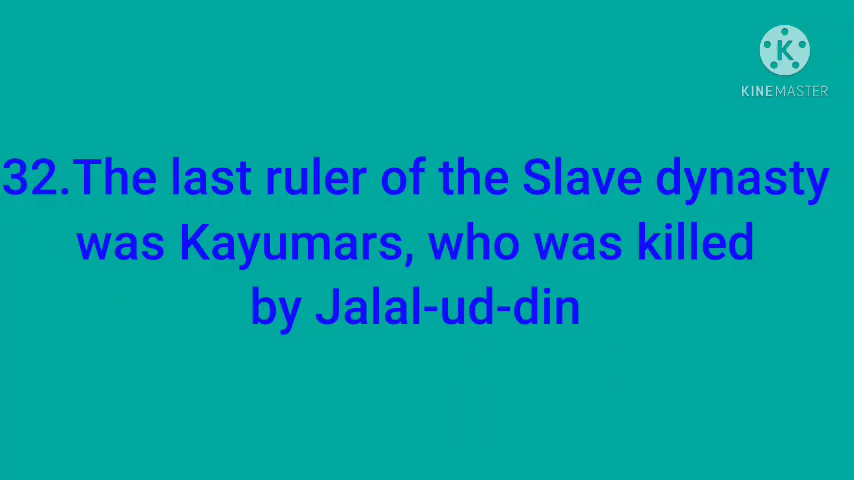 K
KINEMASTER
32.The last ruler of the Slave dynasty
was Kayumars, who was killed
by Jalal-ud-din